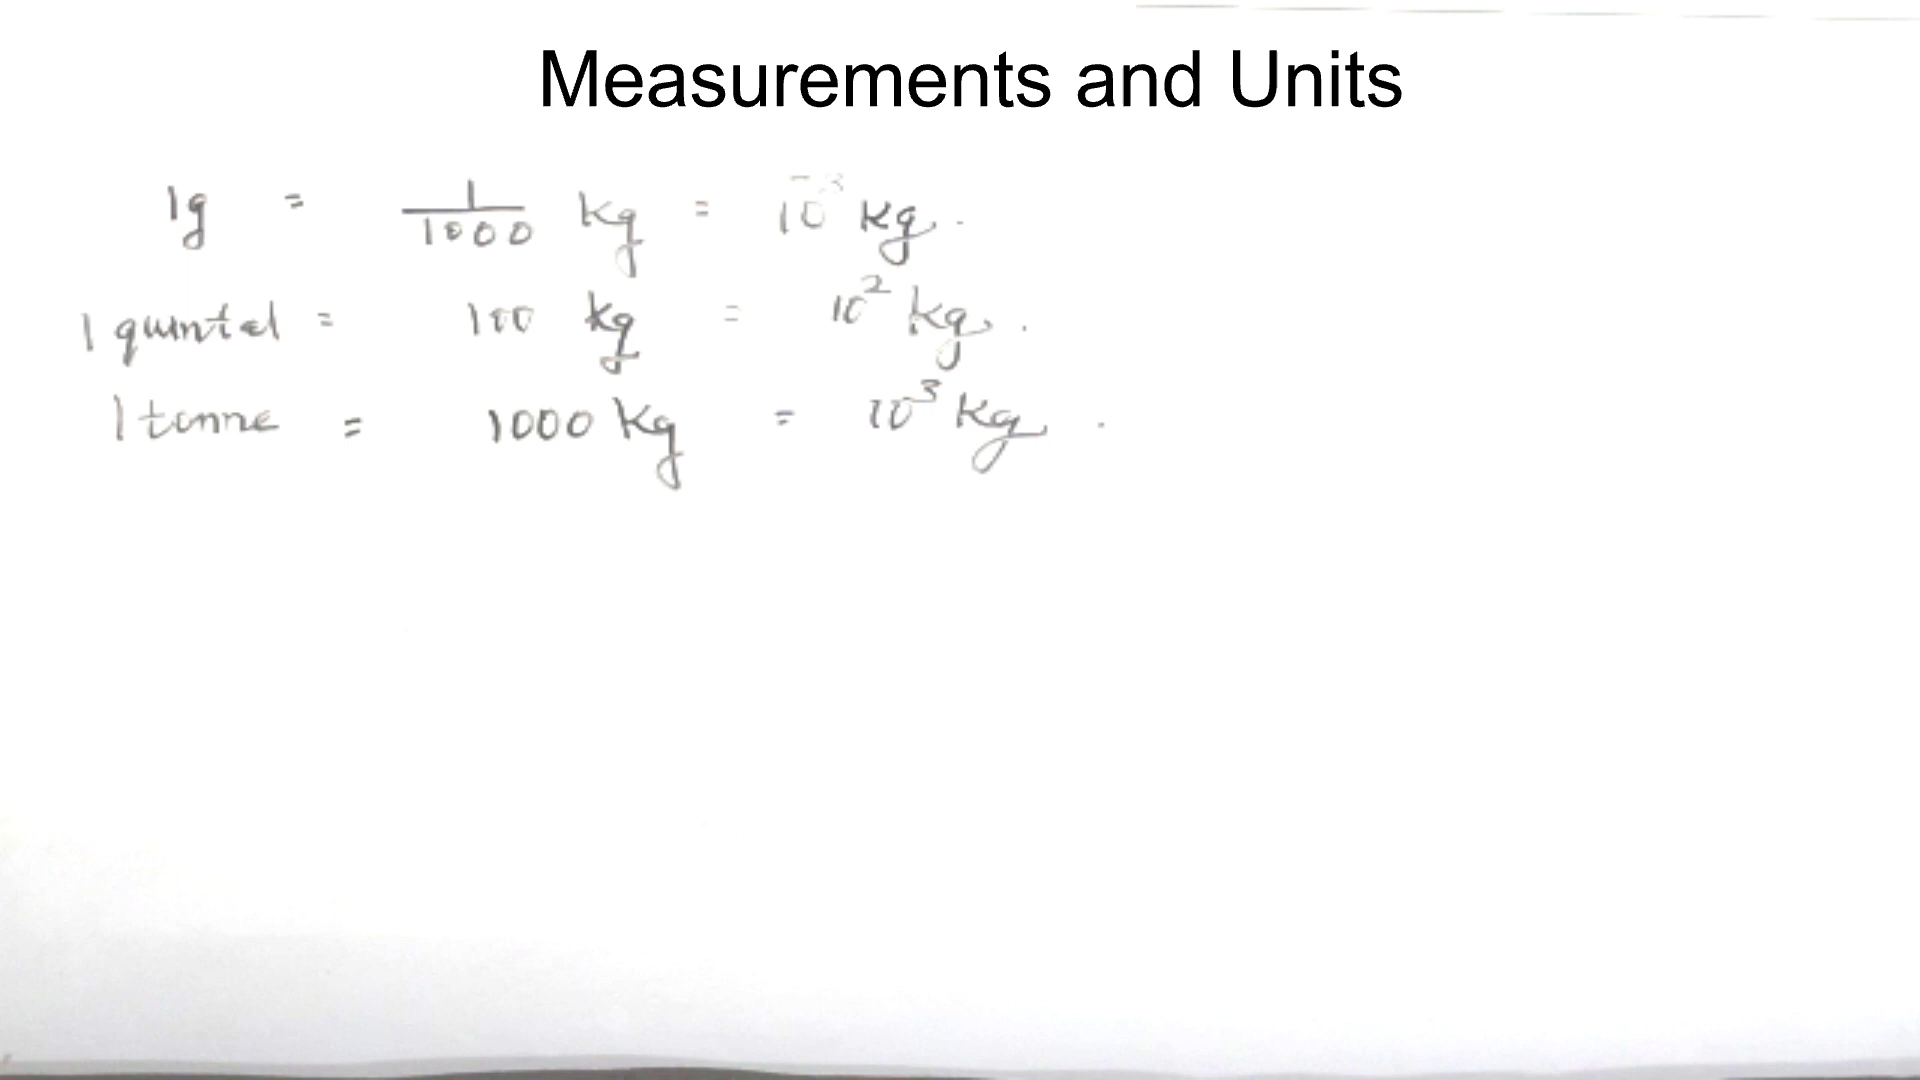 Measurements and Units
1g = 1/1000 kg = 10⁻³ kg.
1 quintal = 100 kg = 10² kg.
1 tonne = 1000 kg = 10³ kg.